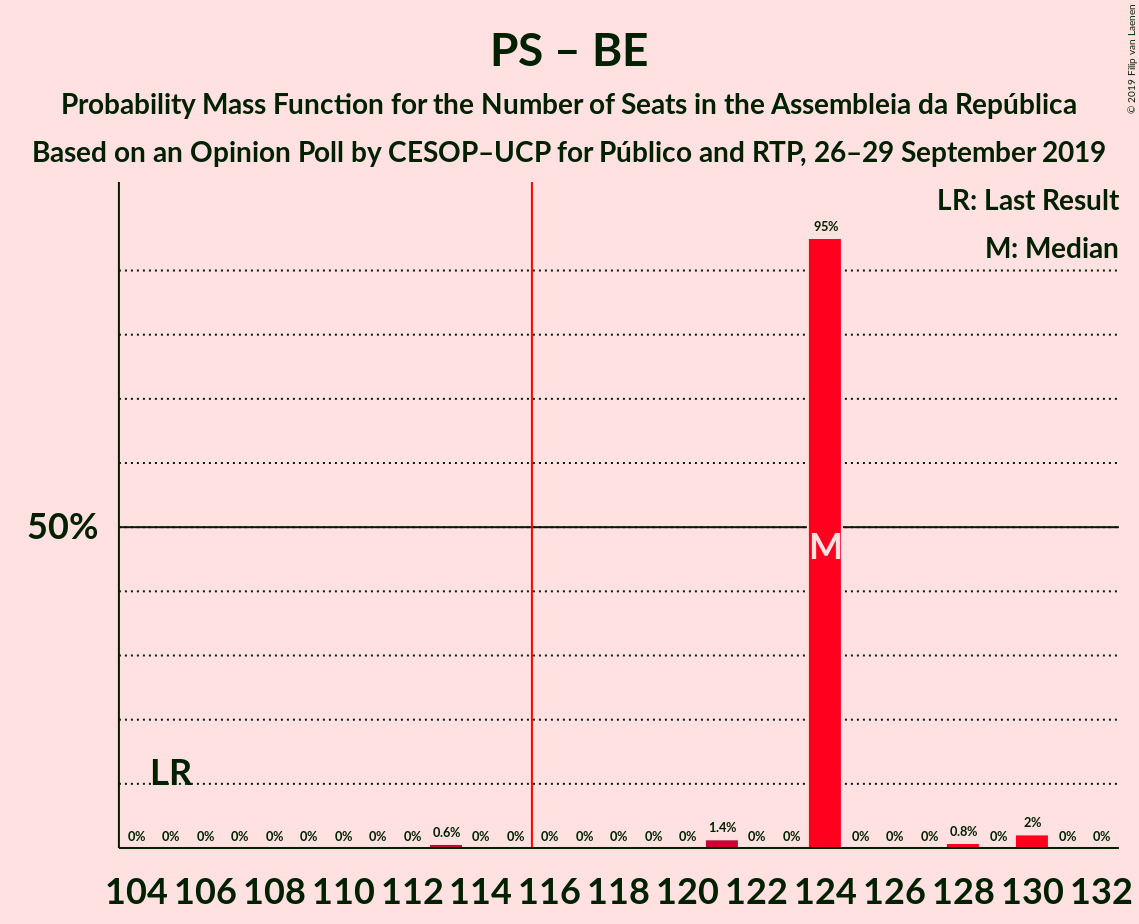 PS – BE
Probability Mass Function for the Number of Seats in the Assembleia da República
Based on an Opinion Poll by CESOP–UCP for Público and RTP, 26–29 September 2019
© 2019 Filip van Laenen
LR: Last Result
M: Median
95%
50%
M
LR
0% 0% 0% 0% 0% 0% 0% 0% 0% 0.6% 0% 0% 0% 0% 0% 0% 0% 1.4% 0% 0% 0% 0% 0% 0.8% 0% 2% 0% 0%
104 106 108 110 112 114 116 118 120 122 124 126 128 130 132